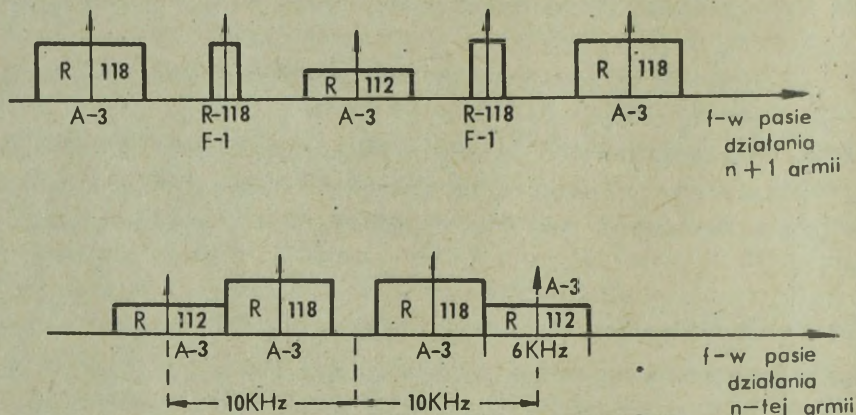 R 118 R 112 R 118
A-3 R-118 A-3 R-118 A-3
F-1 F-1
f-w pasie
działania
n+1 armii
A-3
R 112 R 118 R 118 R 112
A-3 A-3 A-3 6KHz
f-w pasie
działania
n-tej armii
10KHz 10KHz